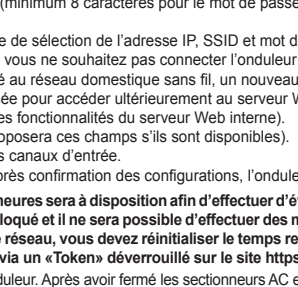 (minimum 8 caractères pour le mot de passe
e de sélection de l'adresse IP, SSID et mot d
vous ne souhaitez pas connecter l'onduleur
é au réseau domestique sans fil, un nouveau
ée pour accéder ultérieurement au serveur W
es fonctionnalités du serveur Web interne).
oposera ces champs s'ils sont disponibles).
s canaux d'entrée.
près confirmation des configurations, l'ondule
heures sera à disposition afin d'effectuer d'é
loqué et il ne sera possible d'effectuer des n
e réseau, vous devez réinitialiser le temps re
via un «Token» déverrouillé sur le site https
duleur. Après avoir fermé les sectionneurs AC e